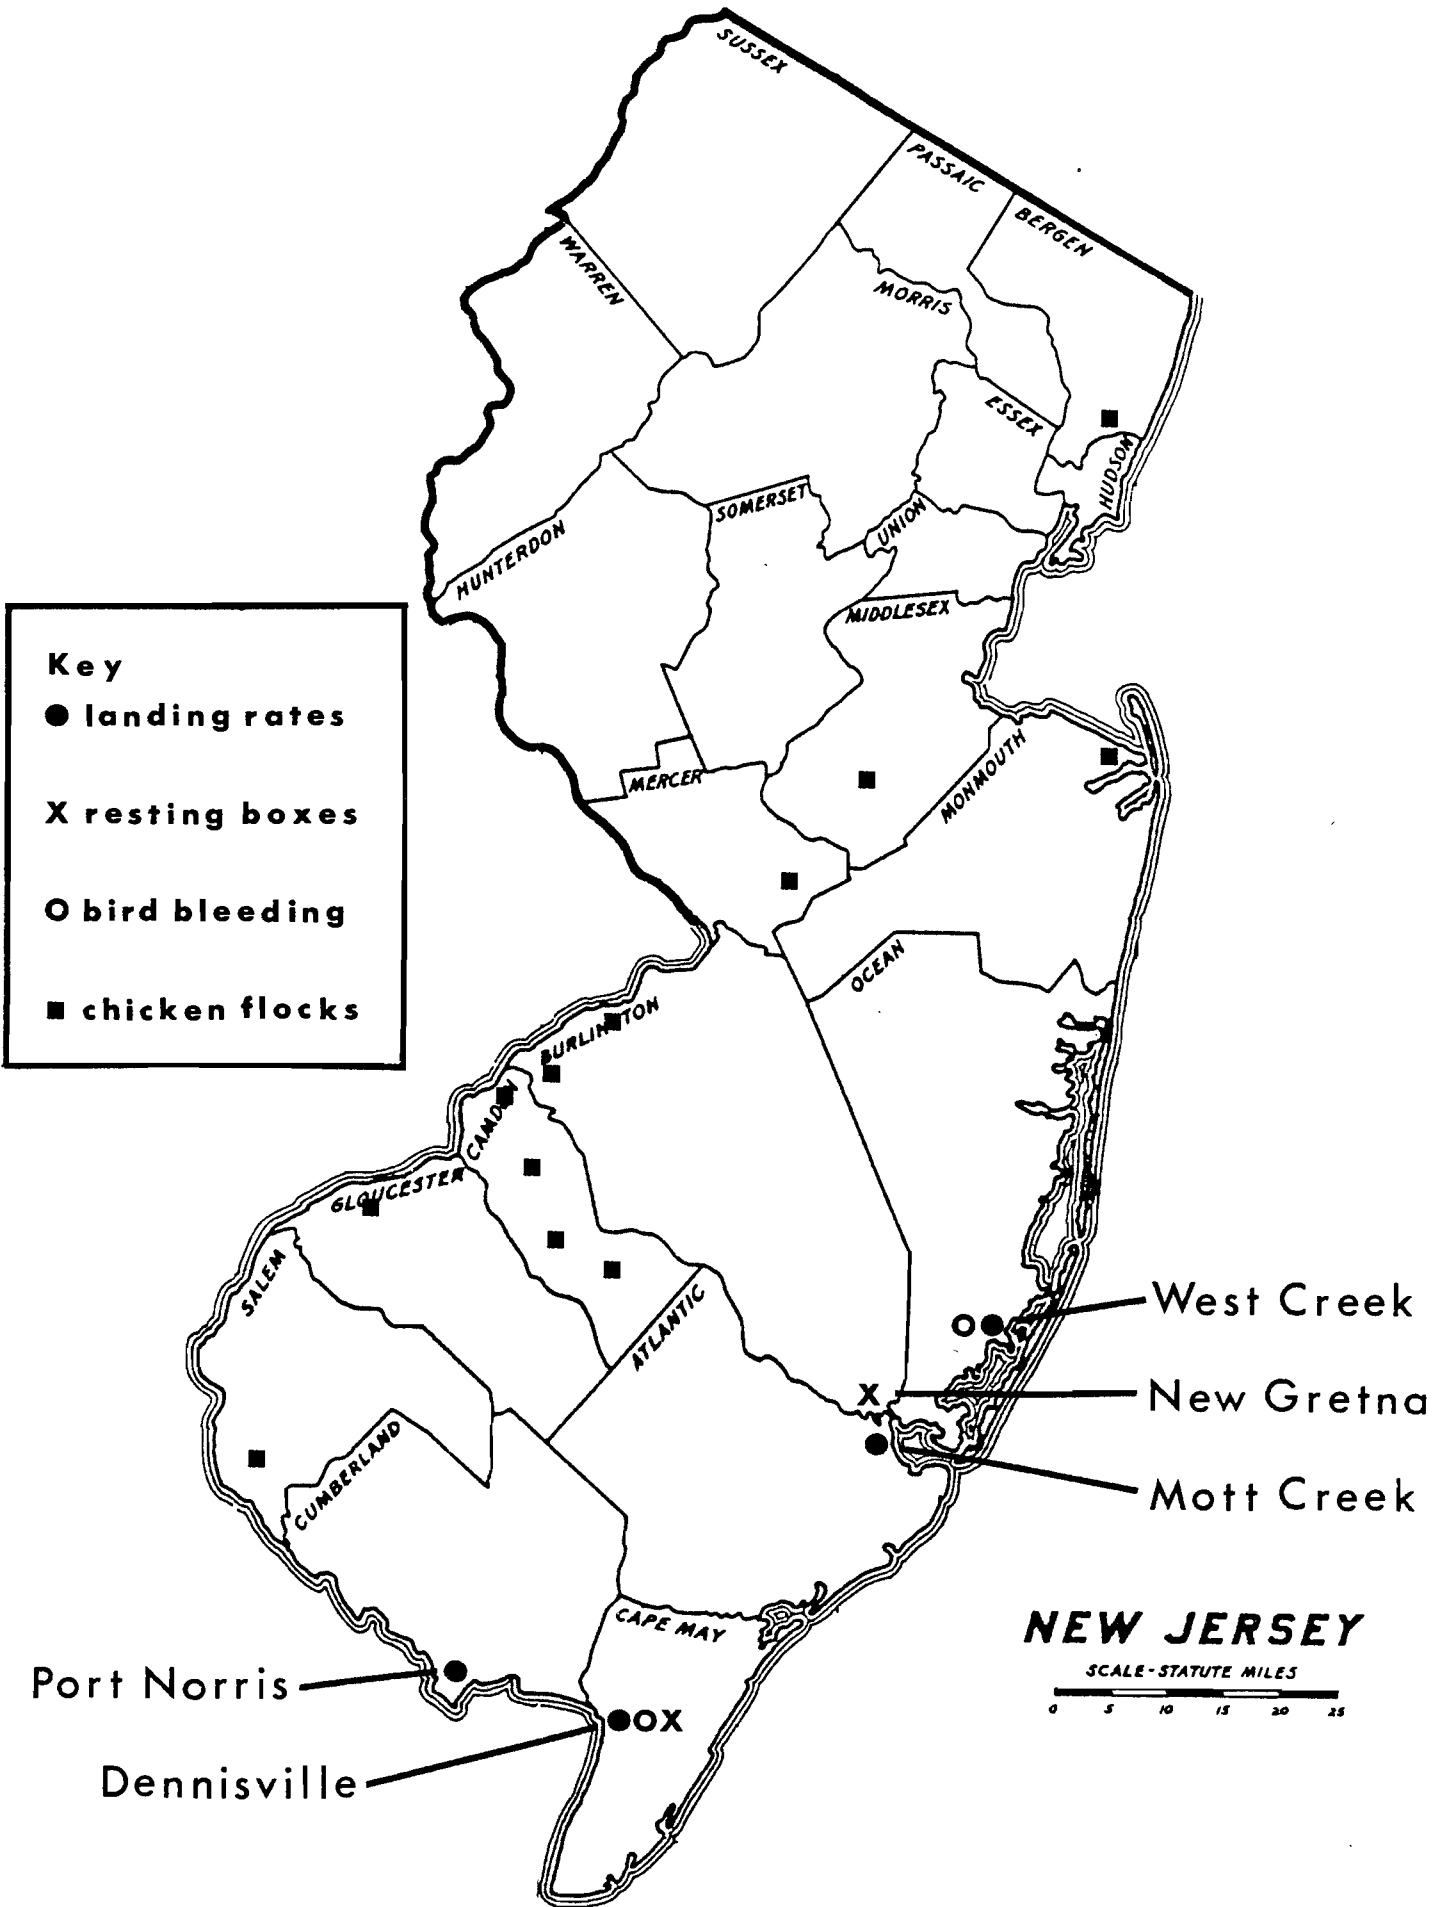 SUSSEX
PASSAIC
BERGEN
WARREN
MORRIS
ESSEX
HUDSON
SOMERSET
UNION
HUNTERDON
MIDDLESEX
Key
● landing rates
X resting boxes
O bird bleeding
■ chicken flocks
MERCER
MONMOUTH
OCEAN
BURLINGTON
CAMDEN
GLOUCESTER
SALEM
ATLANTIC
CUMBERLAND
CAPE MAY
West Creek
X
New Gretna
Mott Creek
Port Norris
OX
Dennisville
NEW JERSEY
SCALE-STATUTE MILES
0 5 10 15 20 25